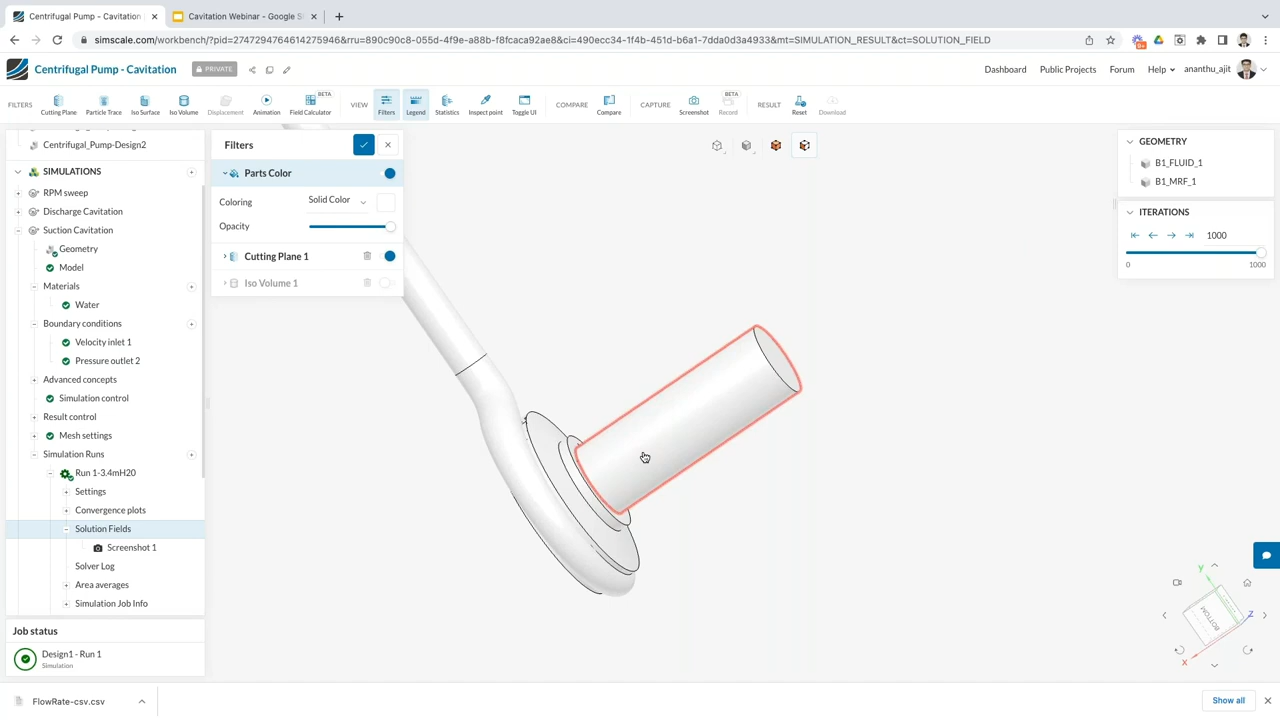 Centrifugal Pump - Cavitation
Cavitation Webinar - Google S
simscale.com/workbench/?pid=2747294764614275946&rru=890c90c8-055d-4f9e-a88b-f8fcaca92ae8&ci=490ecc34-1f4b-451d-b6a1-7dda0d3a4933&mt=SIMULATION_RESULT&ct=SOLUTION_FIELD
Centrifugal Pump - Cavitation
PRIVATE
Dashboard
Public Projects
Forum
Help
ananthu_ajit
FILTERS
Cutting Plane
Particle Trace
Iso Surface
Iso Volume
Displacement
Animation
BETA
Field Calculator
VIEW
Filters
Legend
Statistics
Inspect point
Toggle UI
COMPARE
Compare
CAPTURE
Screenshot
BETA
Record
RESULT
Reset
Download
Centrifugal_Pump-Design2
SIMULATIONS
RPM sweep
Discharge Cavitation
Suction Cavitation
Geometry
Model
Materials
Water
Boundary conditions
Velocity inlet 1
Pressure outlet 2
Advanced concepts
Simulation control
Result control
Mesh settings
Simulation Runs
Run 1-3.4mH20
Settings
Convergence plots
Solution Fields
Screenshot 1
Solver Log
Area averages
Simulation Job Info
Job status
Design1 - Run 1
Simulation
Filters
Parts Color
Coloring
Solid Color
Opacity
Cutting Plane 1
Iso Volume 1
GEOMETRY
B1_FLUID_1
B1_MRF_1
ITERATIONS
1000
0
1000
Y
BOTTOM
Z
X
FlowRate-csv.csv
Show all